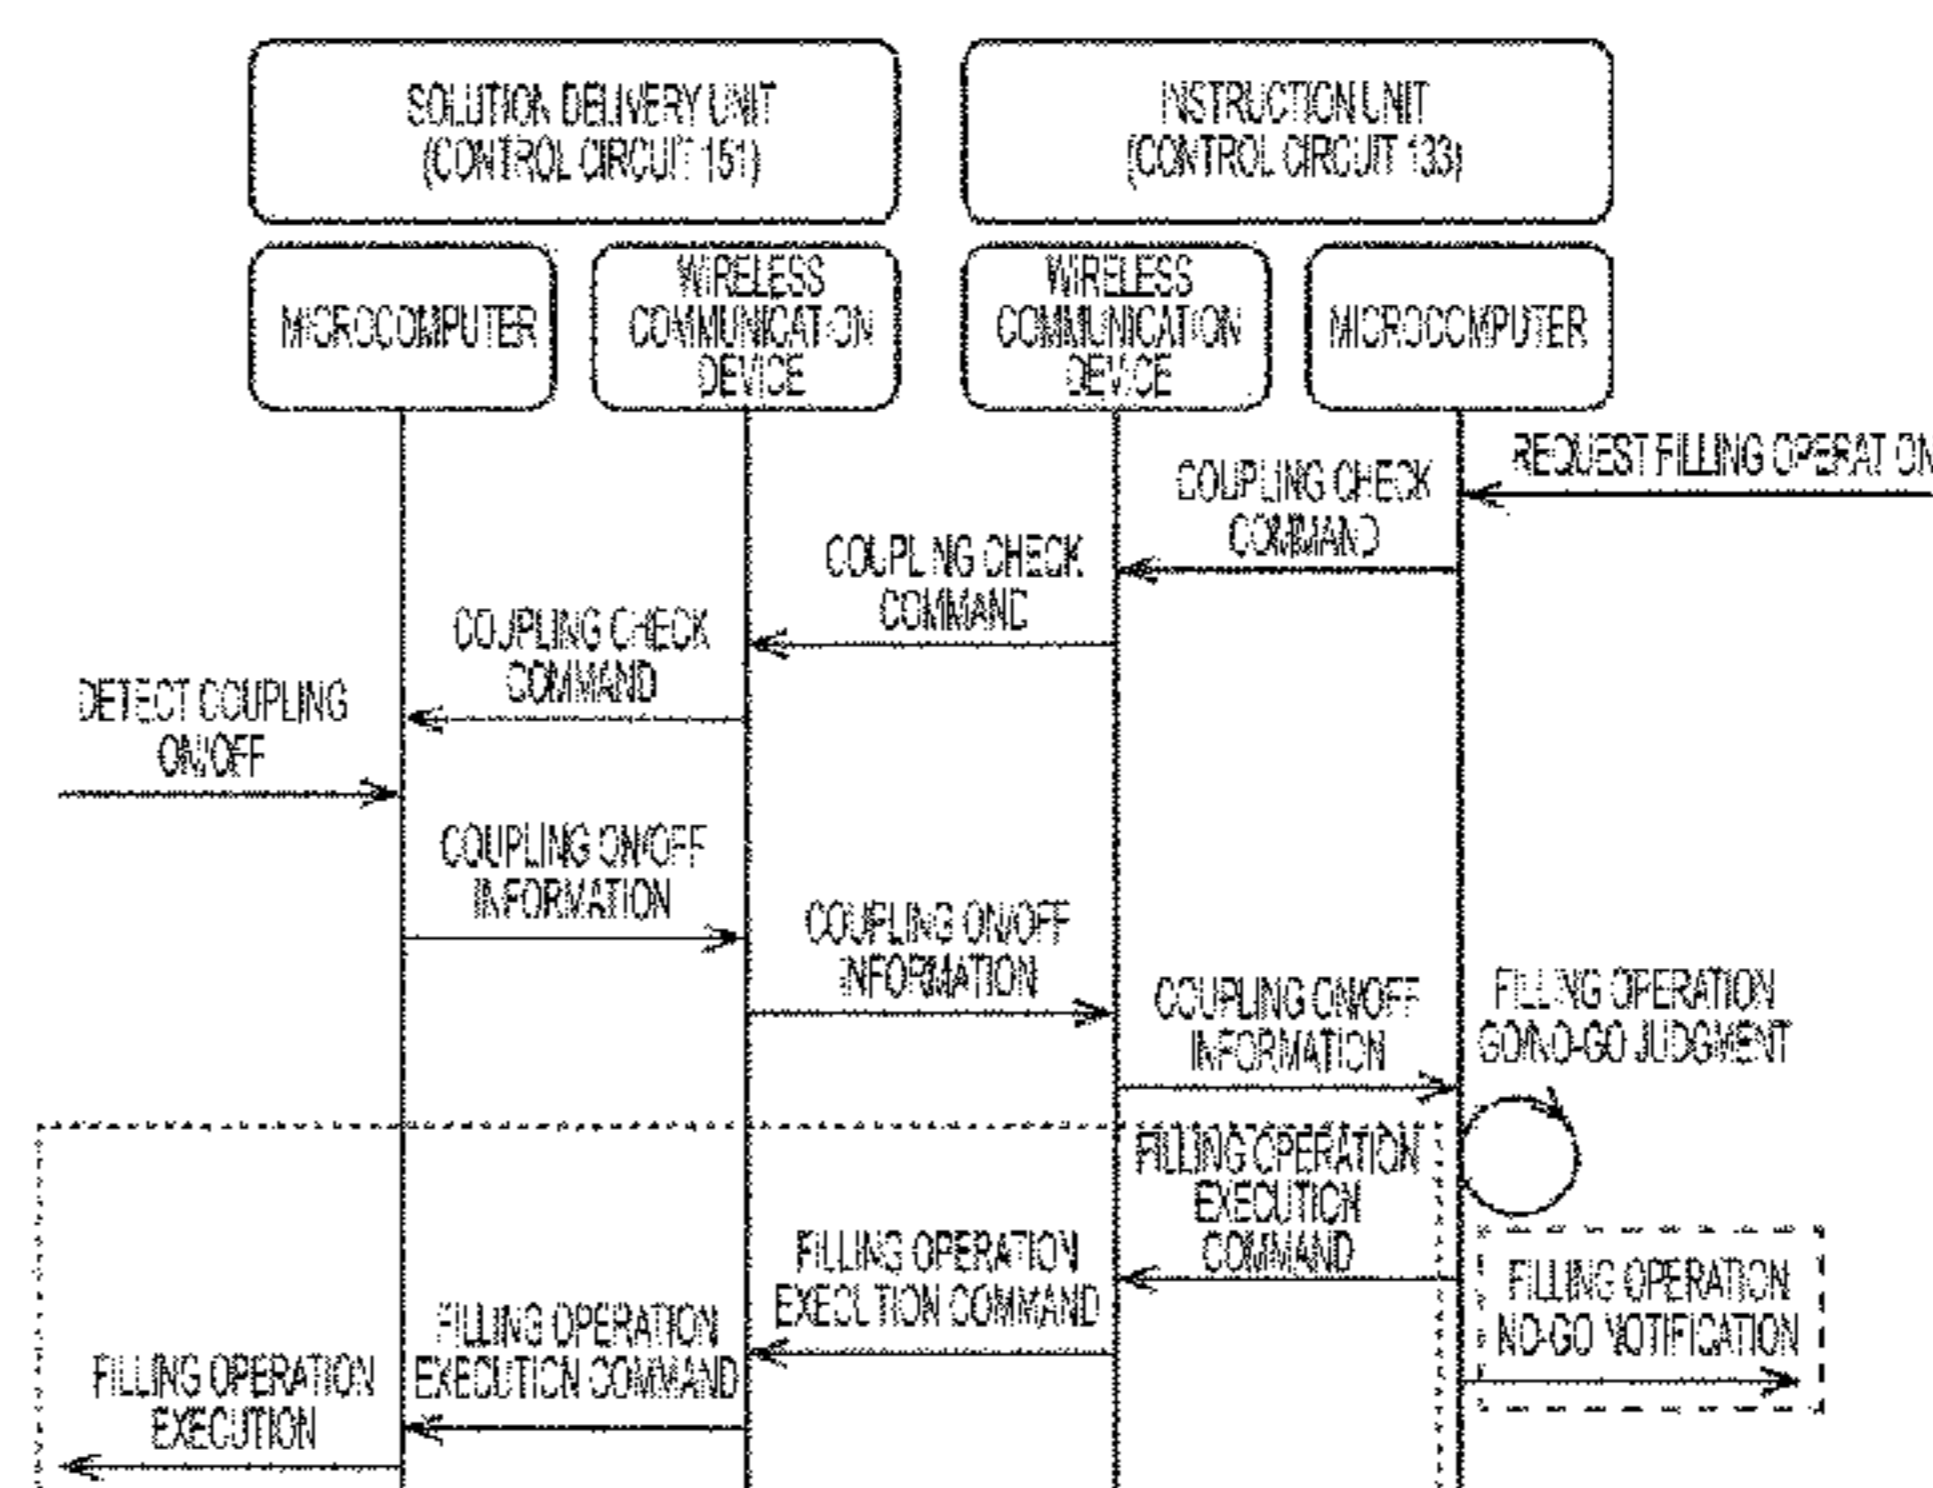 SOLUTION DELIVERY UNIT
(CONTROL CIRCUIT 151)
INSTRUCTION UNIT
(CONTROL CIRCUIT 133)
MICROCOMPUTER
WIRELESS
COMMUNICATION
DEVICE
WIRELESS
COMMUNICATION
DEVICE
MICROCOMPUTER
REQUEST FILLING OPERATION
COUPLING CHECK
COMMAND
COUPLING CHECK
COMMAND
COUPLING CHECK
COMMAND
DETECT COUPLING
ON/OFF
COUPLING ON/OFF
INFORMATION
COUPLING ON/OFF
INFORMATION
COUPLING ON/OFF
INFORMATION
FILLING OPERATION
GO/NO-GO JUDGMENT
FILLING OPERATION
EXECUTION
COMMAND
FILLING OPERATION
EXECUTION COMMAND
FILLING OPERATION
NO-GO NOTIFICATION
FILLING OPERATION
EXECUTION COMMAND
FILLING OPERATION
EXECUTION